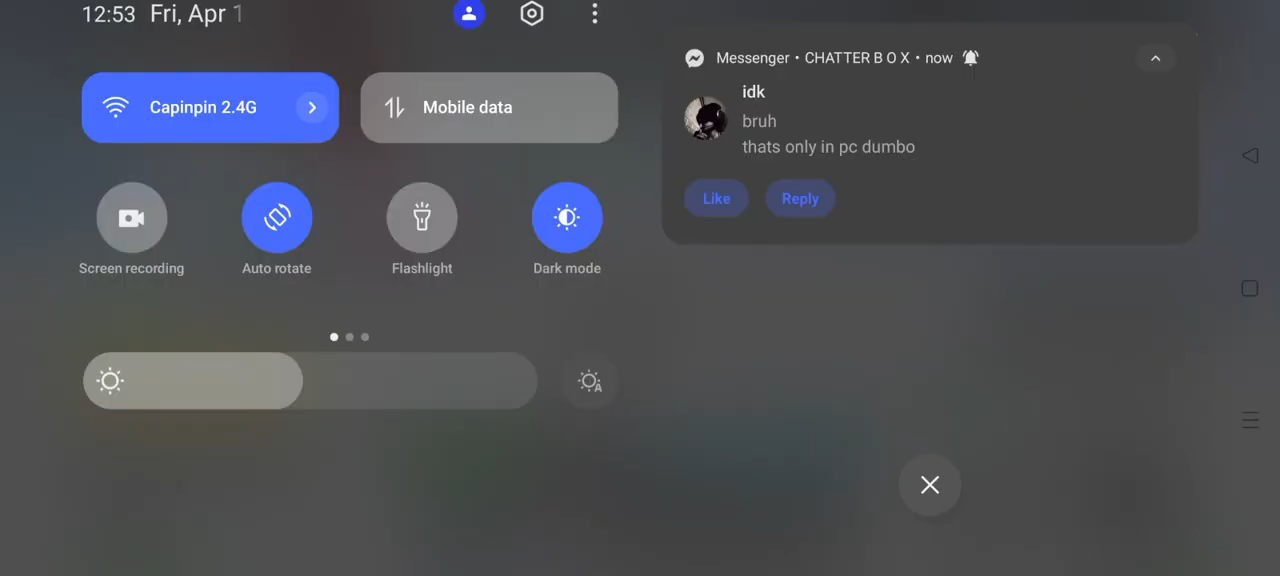 12:53 Fri, Apr 1
Capinpin 2.4G
Mobile data
Screen recording
Auto rotate
Flashlight
Dark mode
A
Messenger • CHATTER B O X • now
idk
bruh
thats only in pc dumbo
Like
Reply